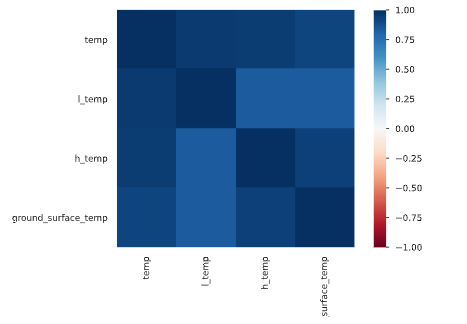 temp
l_temp
h_temp
ground_surface_temp
temp
l_temp
h_temp
surface_temp
1.00
0.75
0.50
0.25
0.00
−0.25
−0.50
−0.75
−1.00